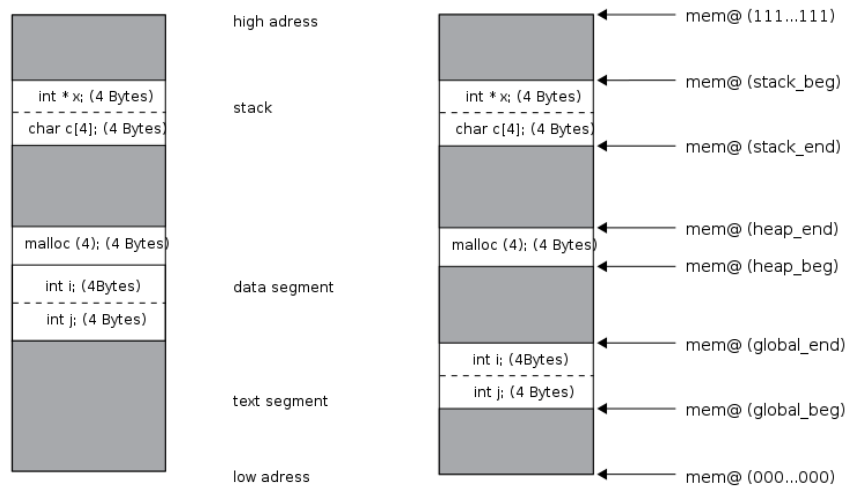 high adress
int * x; (4 Bytes)
stack
char c[4]; (4 Bytes)
malloc (4); (4 Bytes)
int i; (4Bytes)
data segment
int j; (4 Bytes)
text segment
low adress
mem@ (111...111)
mem@ (stack_beg)
int * x; (4 Bytes)
char c[4]; (4 Bytes)
mem@ (stack_end)
mem@ (heap_end)
malloc (4); (4 Bytes)
mem@ (heap_beg)
mem@ (global_end)
int i; (4Bytes)
int j; (4 Bytes)
mem@ (global_beg)
mem@ (000...000)